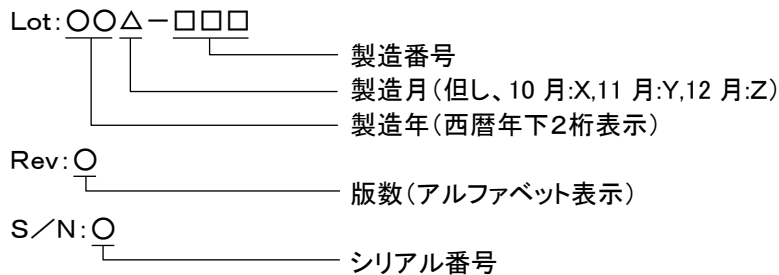 Lot:○○△－□□□
製造番号
製造月(但し、10 月:X,11 月:Y,12 月:Z)
製造年(西暦年下２桁表示)
Rev:○
版数(アルファベット表示)
S／N:○
シリアル番号